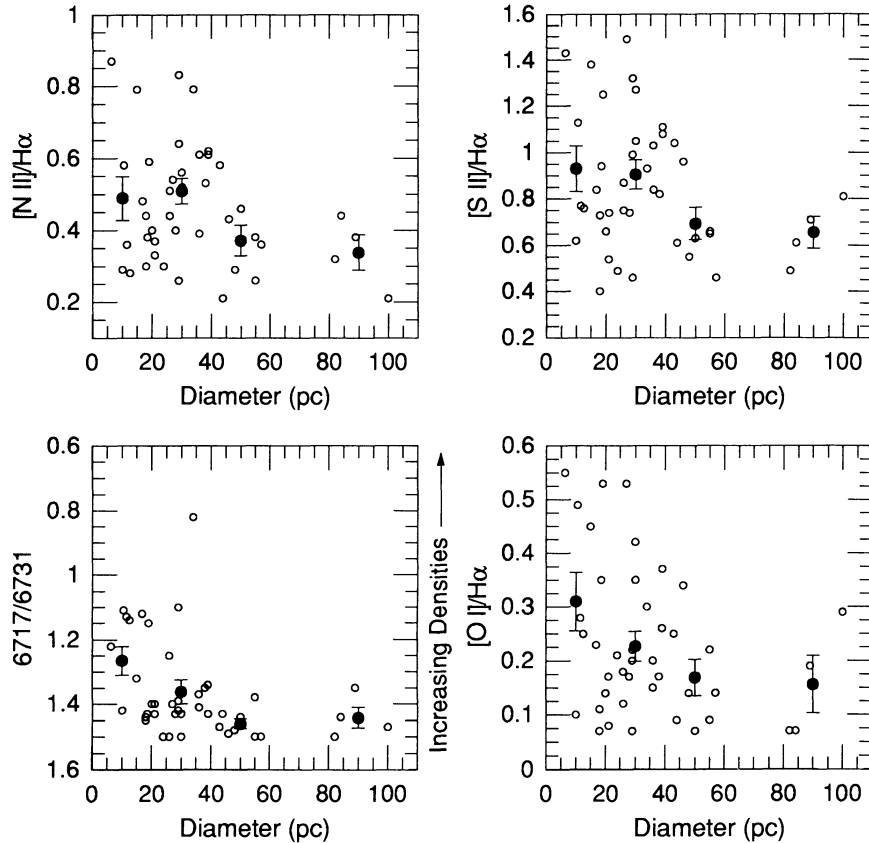 1
0.8
0.6
0.4
0.2
[N II]/Hα
0 20 40 60 80 100
Diameter (pc)
1.6
1.4
1.2
1
0.8
0.6
0.4
0.2
[S II]/Hα
0 20 40 60 80 100
Diameter (pc)
0.6
0.8
1
1.2
1.4
1.6
6717/6731
0 20 40 60 80 100
Diameter (pc)
Increasing Densities
0.6
0.5
0.4
0.3
0.2
0.1
0
[O I]/Hα
0 20 40 60 80 100
Diameter (pc)